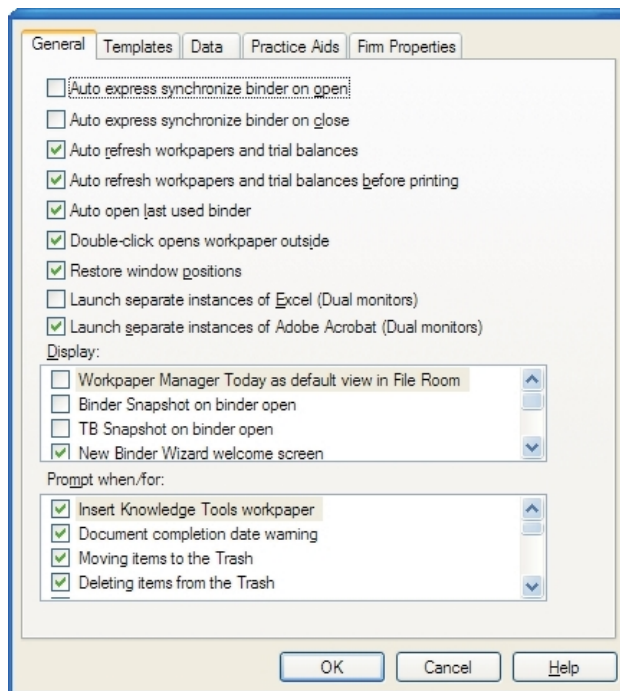 General Templates Data Practice Aids Firm Properties
Auto express synchronize binder on open
Auto express synchronize binder on close
Auto refresh workpapers and trial balances
Auto refresh workpapers and trial balances before printing
Auto open last used binder
Double-click opens workpaper outside
Restore window positions
Launch separate instances of Excel (Dual monitors)
Launch separate instances of Adobe Acrobat (Dual monitors)
Display:
Workpaper Manager Today as default view in File Room
Binder Snapshot on binder open
TB Snapshot on binder open
New Binder Wizard welcome screen
Prompt when/for:
Insert Knowledge Tools workpaper
Document completion date warning
Moving items to the Trash
Deleting items from the Trash
OK Cancel Help